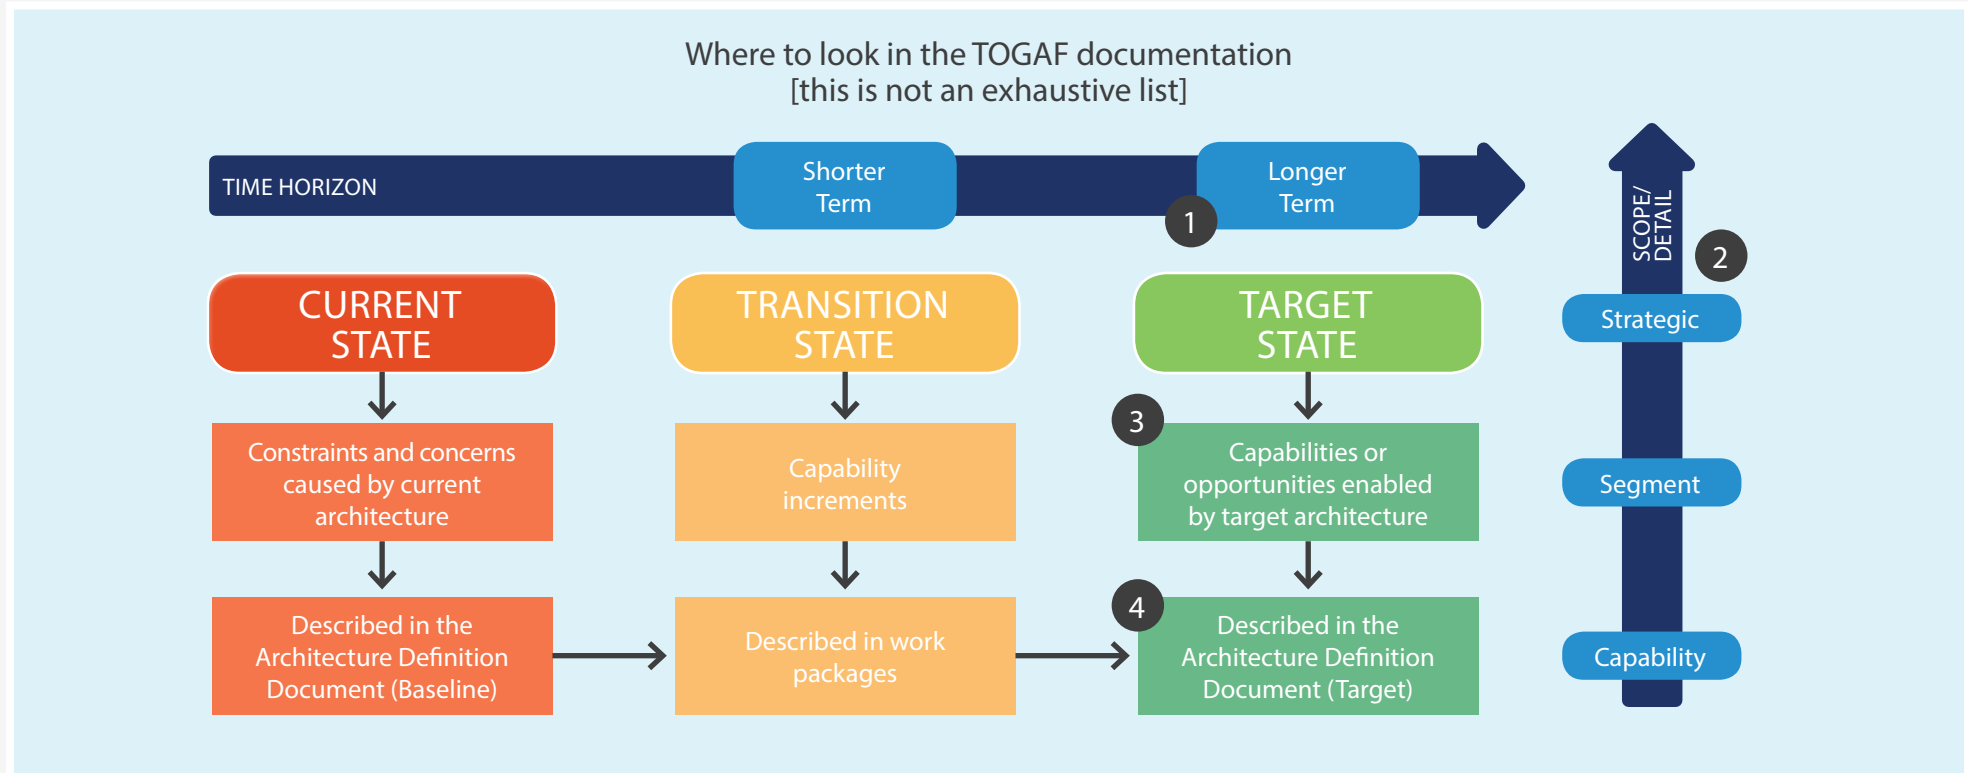 Where to look in the TOGAF documentation
[this is not an exhaustive list]
TIME HORIZON
Shorter
Term
Longer
Term
1
SCOPE/
DETAIL
2
CURRENT
STATE
TRANSITION
STATE
TARGET
STATE
Strategic
Constraints and concerns
caused by current
architecture
Capability
increments
3
Capabilities or
opportunities enabled
by target architecture
Segment
Described in the
Architecture Definition
Document (Baseline)
Described in work
packages
4
Described in the
Architecture Definition
Document (Target)
Capability